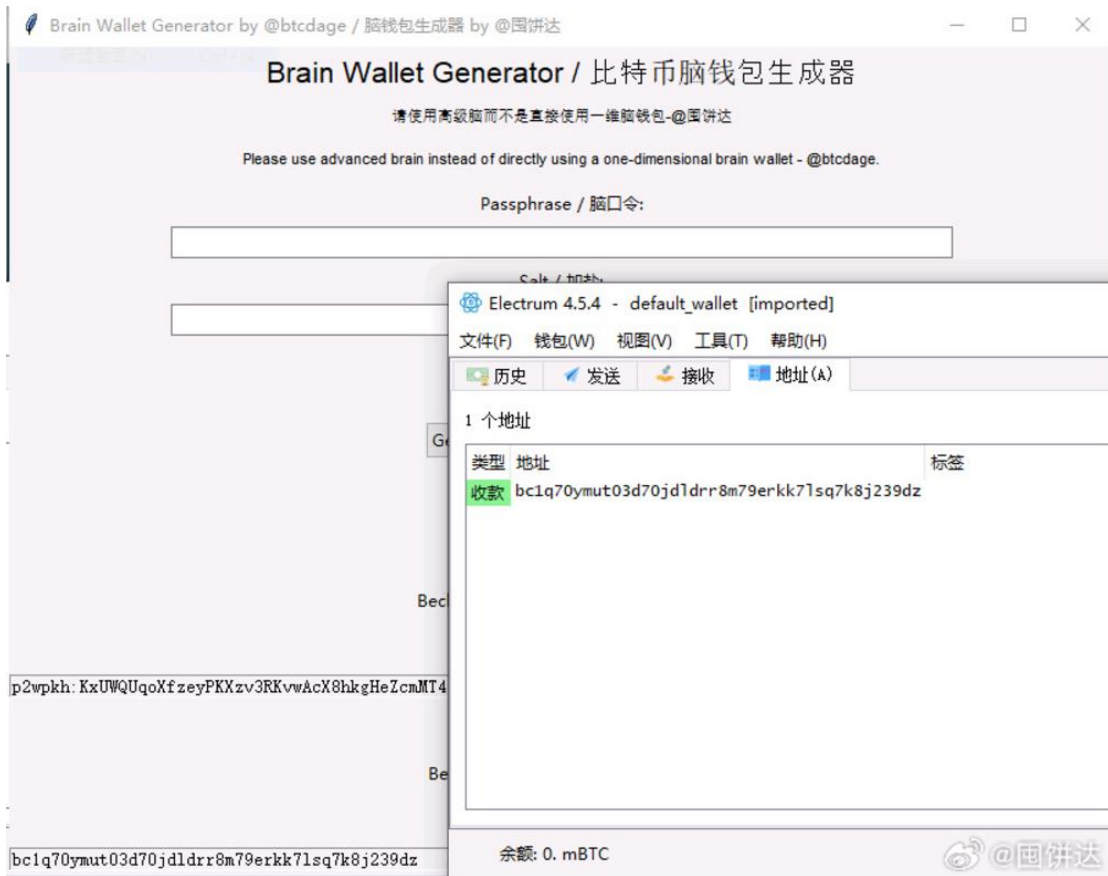 Brain Wallet Generator by @btcdage / 脑钱包生成器 by @囤饼达
Brain Wallet Generator / 比特币脑钱包生成器
请使用高级脑而不是直接使用一维脑钱包-@囤饼达
Please use advanced brain instead of directly using a one-dimensional brain wallet - @btcdage.
Passphrase / 脑口令:
Salt / 加盐:
Electrum 4.5.4 - default_wallet [imported]
文件(F) 钱包(W) 视图(V) 工具(T) 帮助(H)
历史 发送 接收 地址(A)
1 个地址
Ge
类型 地址 标签
收款 bc1q70ymut03d70jdldrr8m79erkk7lsq7k8j239dz
Becl
p2wpkh:KxUWQUqoXfzeyPKXzv3RKvwAcX8hkgHeZcmMT4
Be
bc1q70ymut03d70jdldrr8m79erkk7lsq7k8j239dz
余额: 0. mBTC
@囤饼达